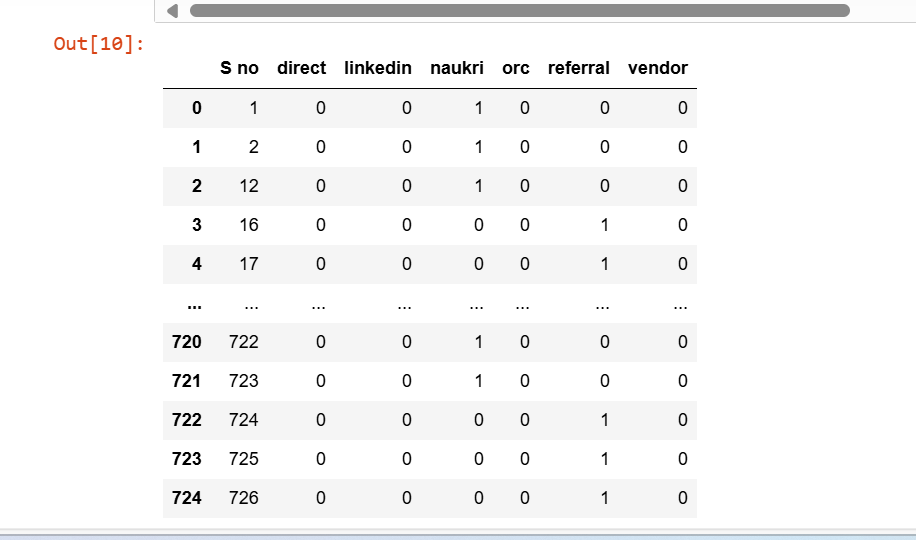 Out[10]:
S no direct linkedin naukri orc referral vendor
0 1 0 0 1 0 0 0
1 2 0 0 1 0 0 0
2 12 0 0 1 0 0 0
3 16 0 0 0 0 1 0
4 17 0 0 0 0 1 0
... ... ... ... ... ... ... ...
720 722 0 0 1 0 0 0
721 723 0 0 1 0 0 0
722 724 0 0 0 0 1 0
723 725 0 0 0 0 1 0
724 726 0 0 0 0 1 0